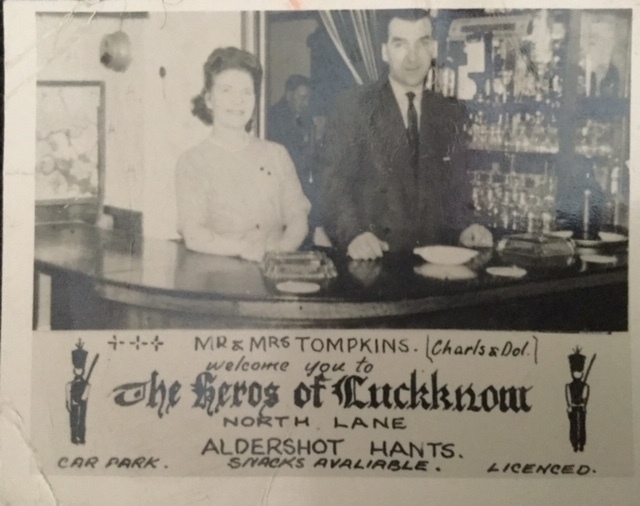 MR & MRS TOMPKINS. (Charls & Dol.)
welcome you to
The Heros of Luckknow
NORTH LANE
ALDERSHOT HANTS.
CAR PARK. SNACKS AVALIABLE. LICENCED.